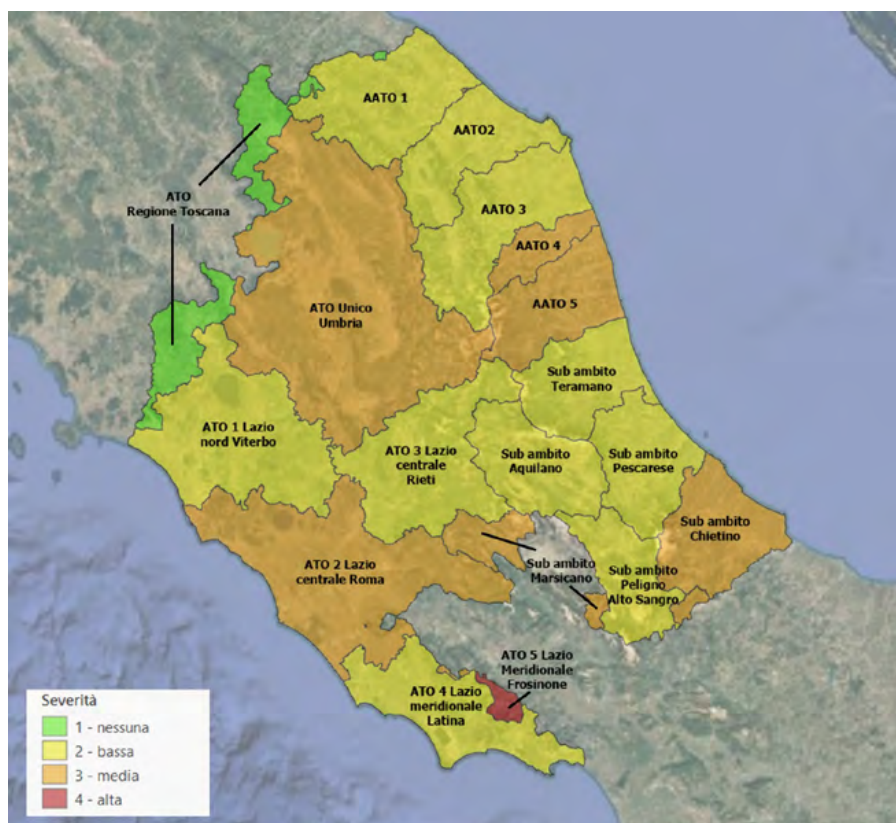 AATO 1
AATO2
ATO
Regione Toscana
AATO 3
AATO 4
AATO 5
ATO Unico
Umbria
Sub ambito
Teramano
ATO 1 Lazio
nord Viterbo
ATO 3 Lazio
centrale
Rieti
Sub ambito
Aquilano
Sub ambito
Pescarese
Sub ambito
Chietino
ATO 2 Lazio
centrale Roma
Sub ambito
Marsicano
Sub ambito
Peligno
Alto Sangro
ATO 5 Lazio
Meridionale
Frosinone
ATO 4 Lazio
meridionale
Latina
Severità
1 - nessuna
2 - bassa
3 - media
4 - alta